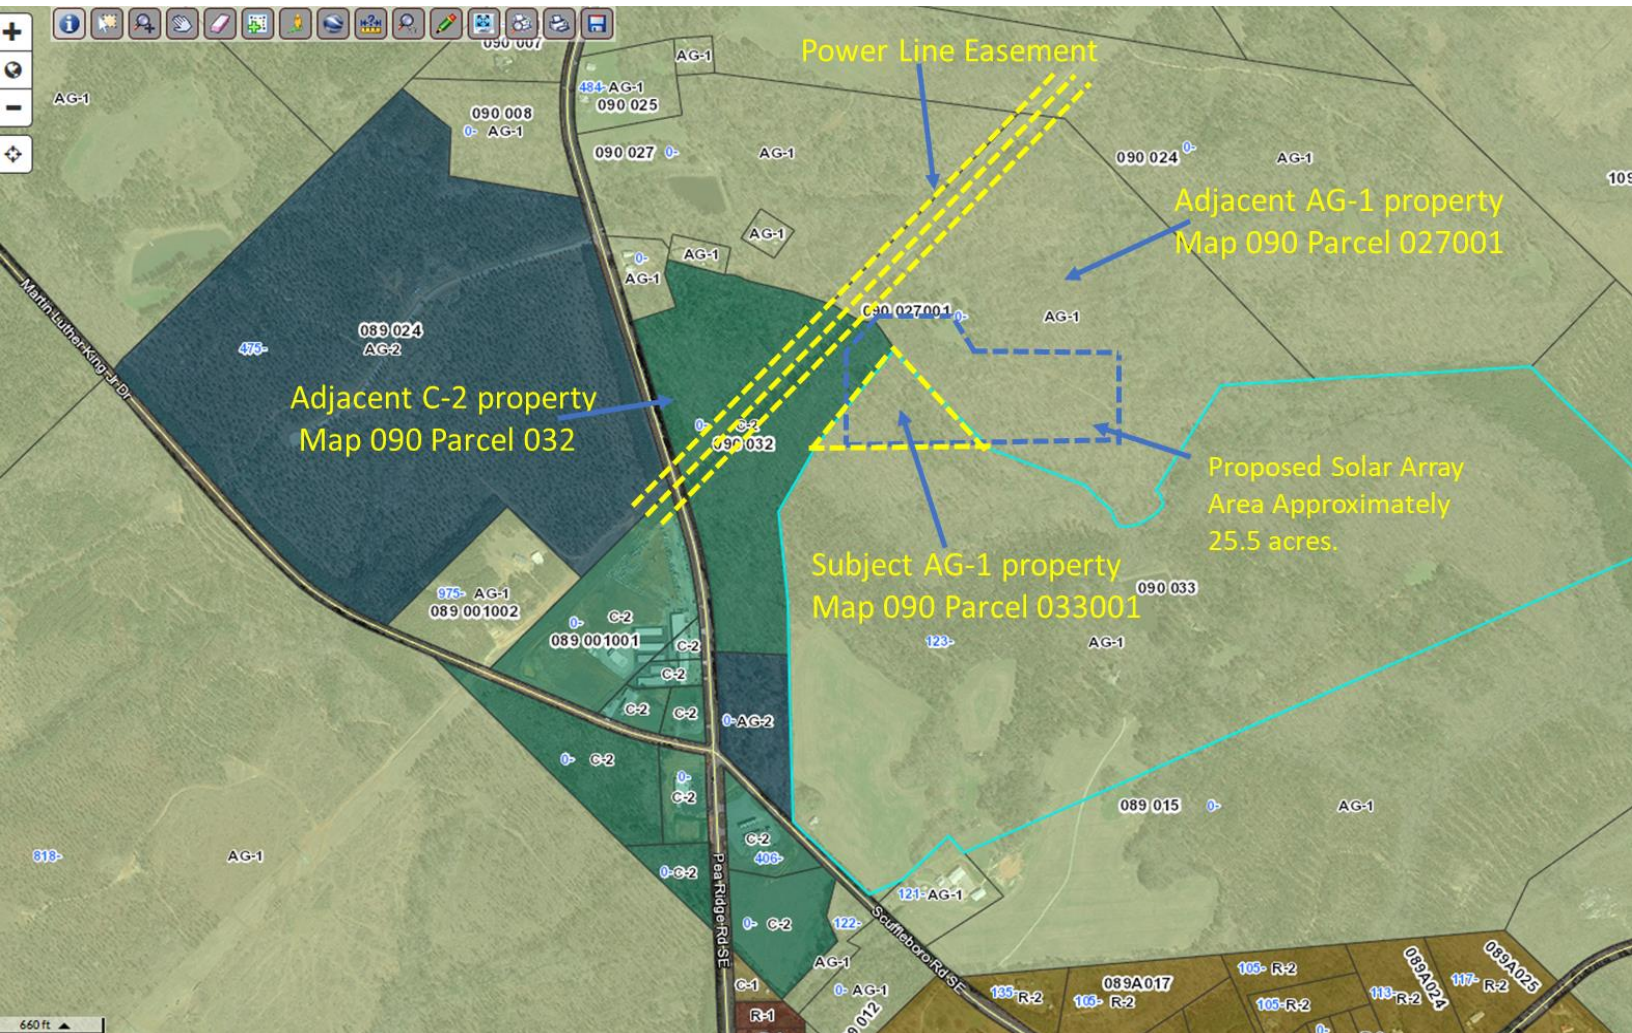 090 007
AG-1
484- AG-1
090 025
AG-1
090 008
0- AG-1
090 027 0-
AG-1
Power Line Easement
090 024 0-
AG-1
109
Adjacent AG-1 property
Map 090 Parcel 027001
AG-1
AG-1
0-
AG-1
090 027001 0-
AG-1
Martin Luther King Jr Dr
475-
089 024
AG-2
Adjacent C-2 property
Map 090 Parcel 032
0- C-2
090 032
Proposed Solar Array
Area Approximately
25.5 acres.
Subject AG-1 property
Map 090 Parcel 033001
090 033
123-
AG-1
975- AG-1
089 001002
0- C-2
089 001001
C-2
C-2
C-2
C-2
0- AG-2
0- C-2
0-
C-2
C-2
406-
0- C-2
089 015 0-
AG-1
818-
AG-1
Pea Ridge Rd SE
0- C-2
122-
121- AG-1
Scuffleboro Rd SE
AG-1
0- AG-1
C-1
R-1
135- R-2
089A017
105- R-2
105- R-2
105- R-2
113- R-2
089A024
117- R-2
089A025
0-
660 ft